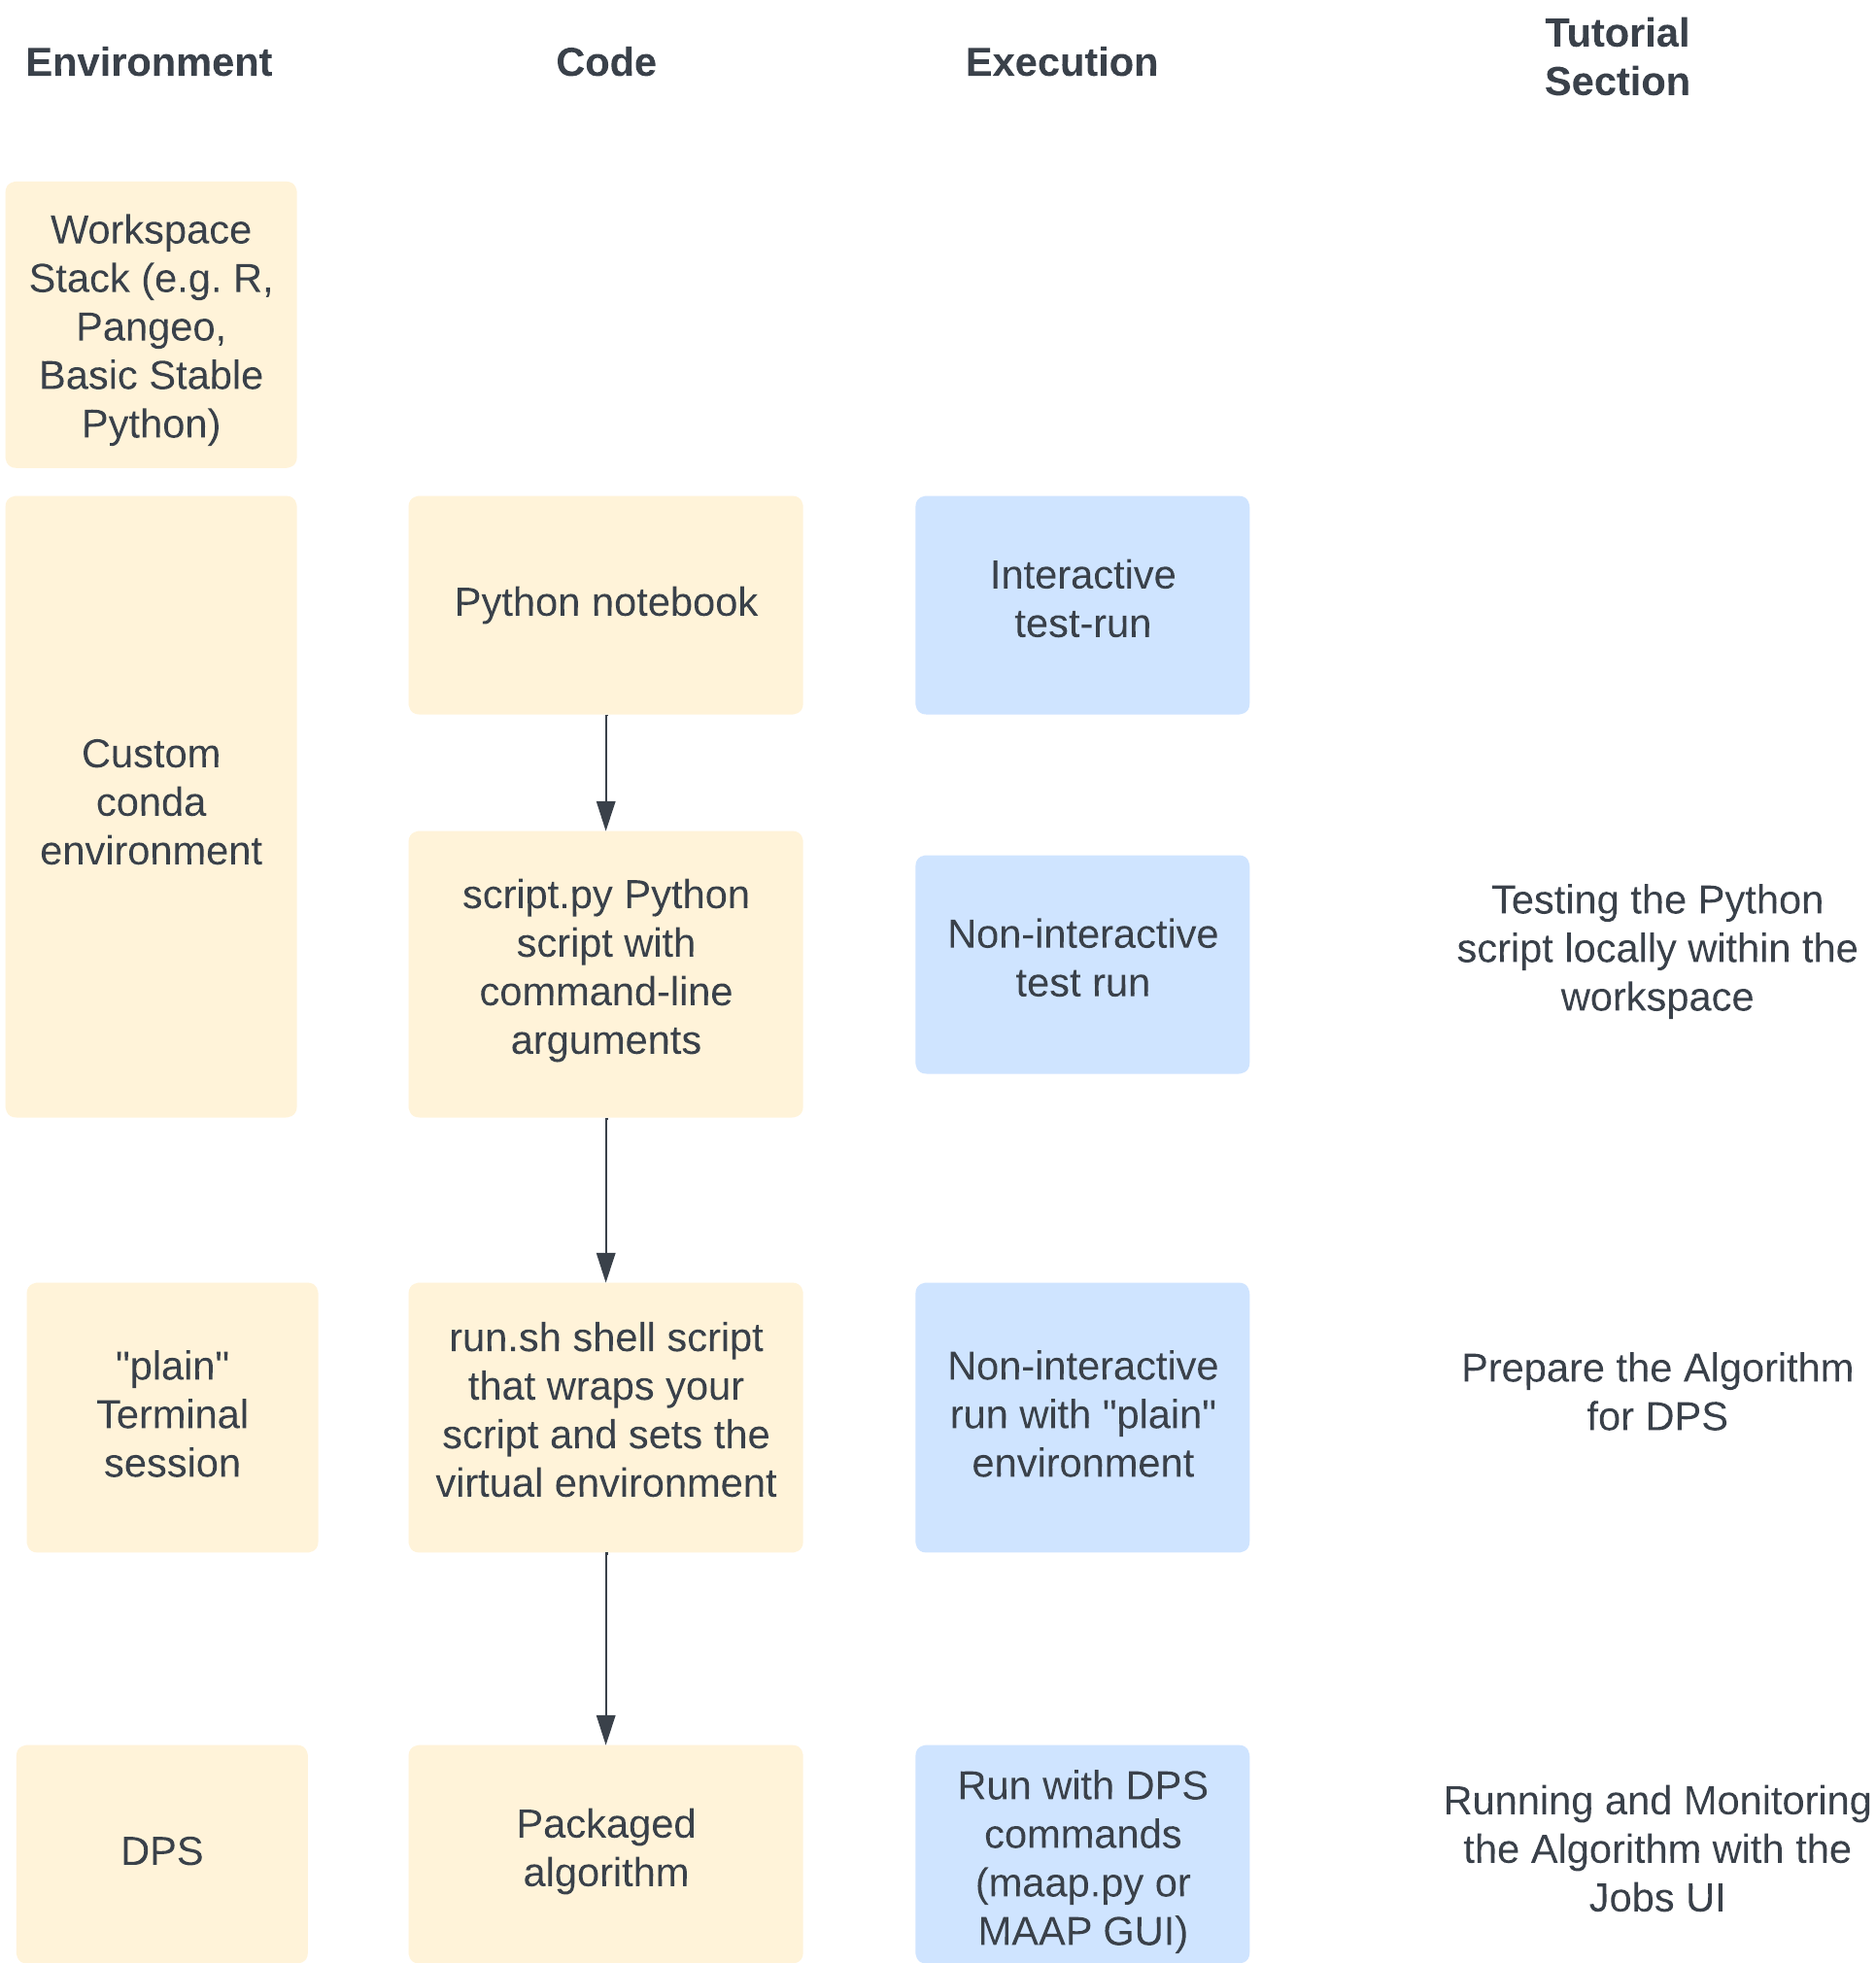 Environment
Code
Execution
Tutorial
Section
Workspace
Stack (e.g. R,
Pangeo,
Basic Stable
Python)
Custom
conda
environment
Python notebook
Interactive
test-run
script.py Python
script with
command-line
arguments
Non-interactive
test run
Testing the Python
script locally within the
workspace
"plain"
Terminal
session
run.sh shell script
that wraps your
script and sets the
virtual environment
Non-interactive
run with "plain"
environment
Prepare the Algorithm
for DPS
DPS
Packaged
algorithm
Run with DPS
commands
(maap.py or
MAAP GUI)
Running and Monitoring
the Algorithm with the
Jobs UI